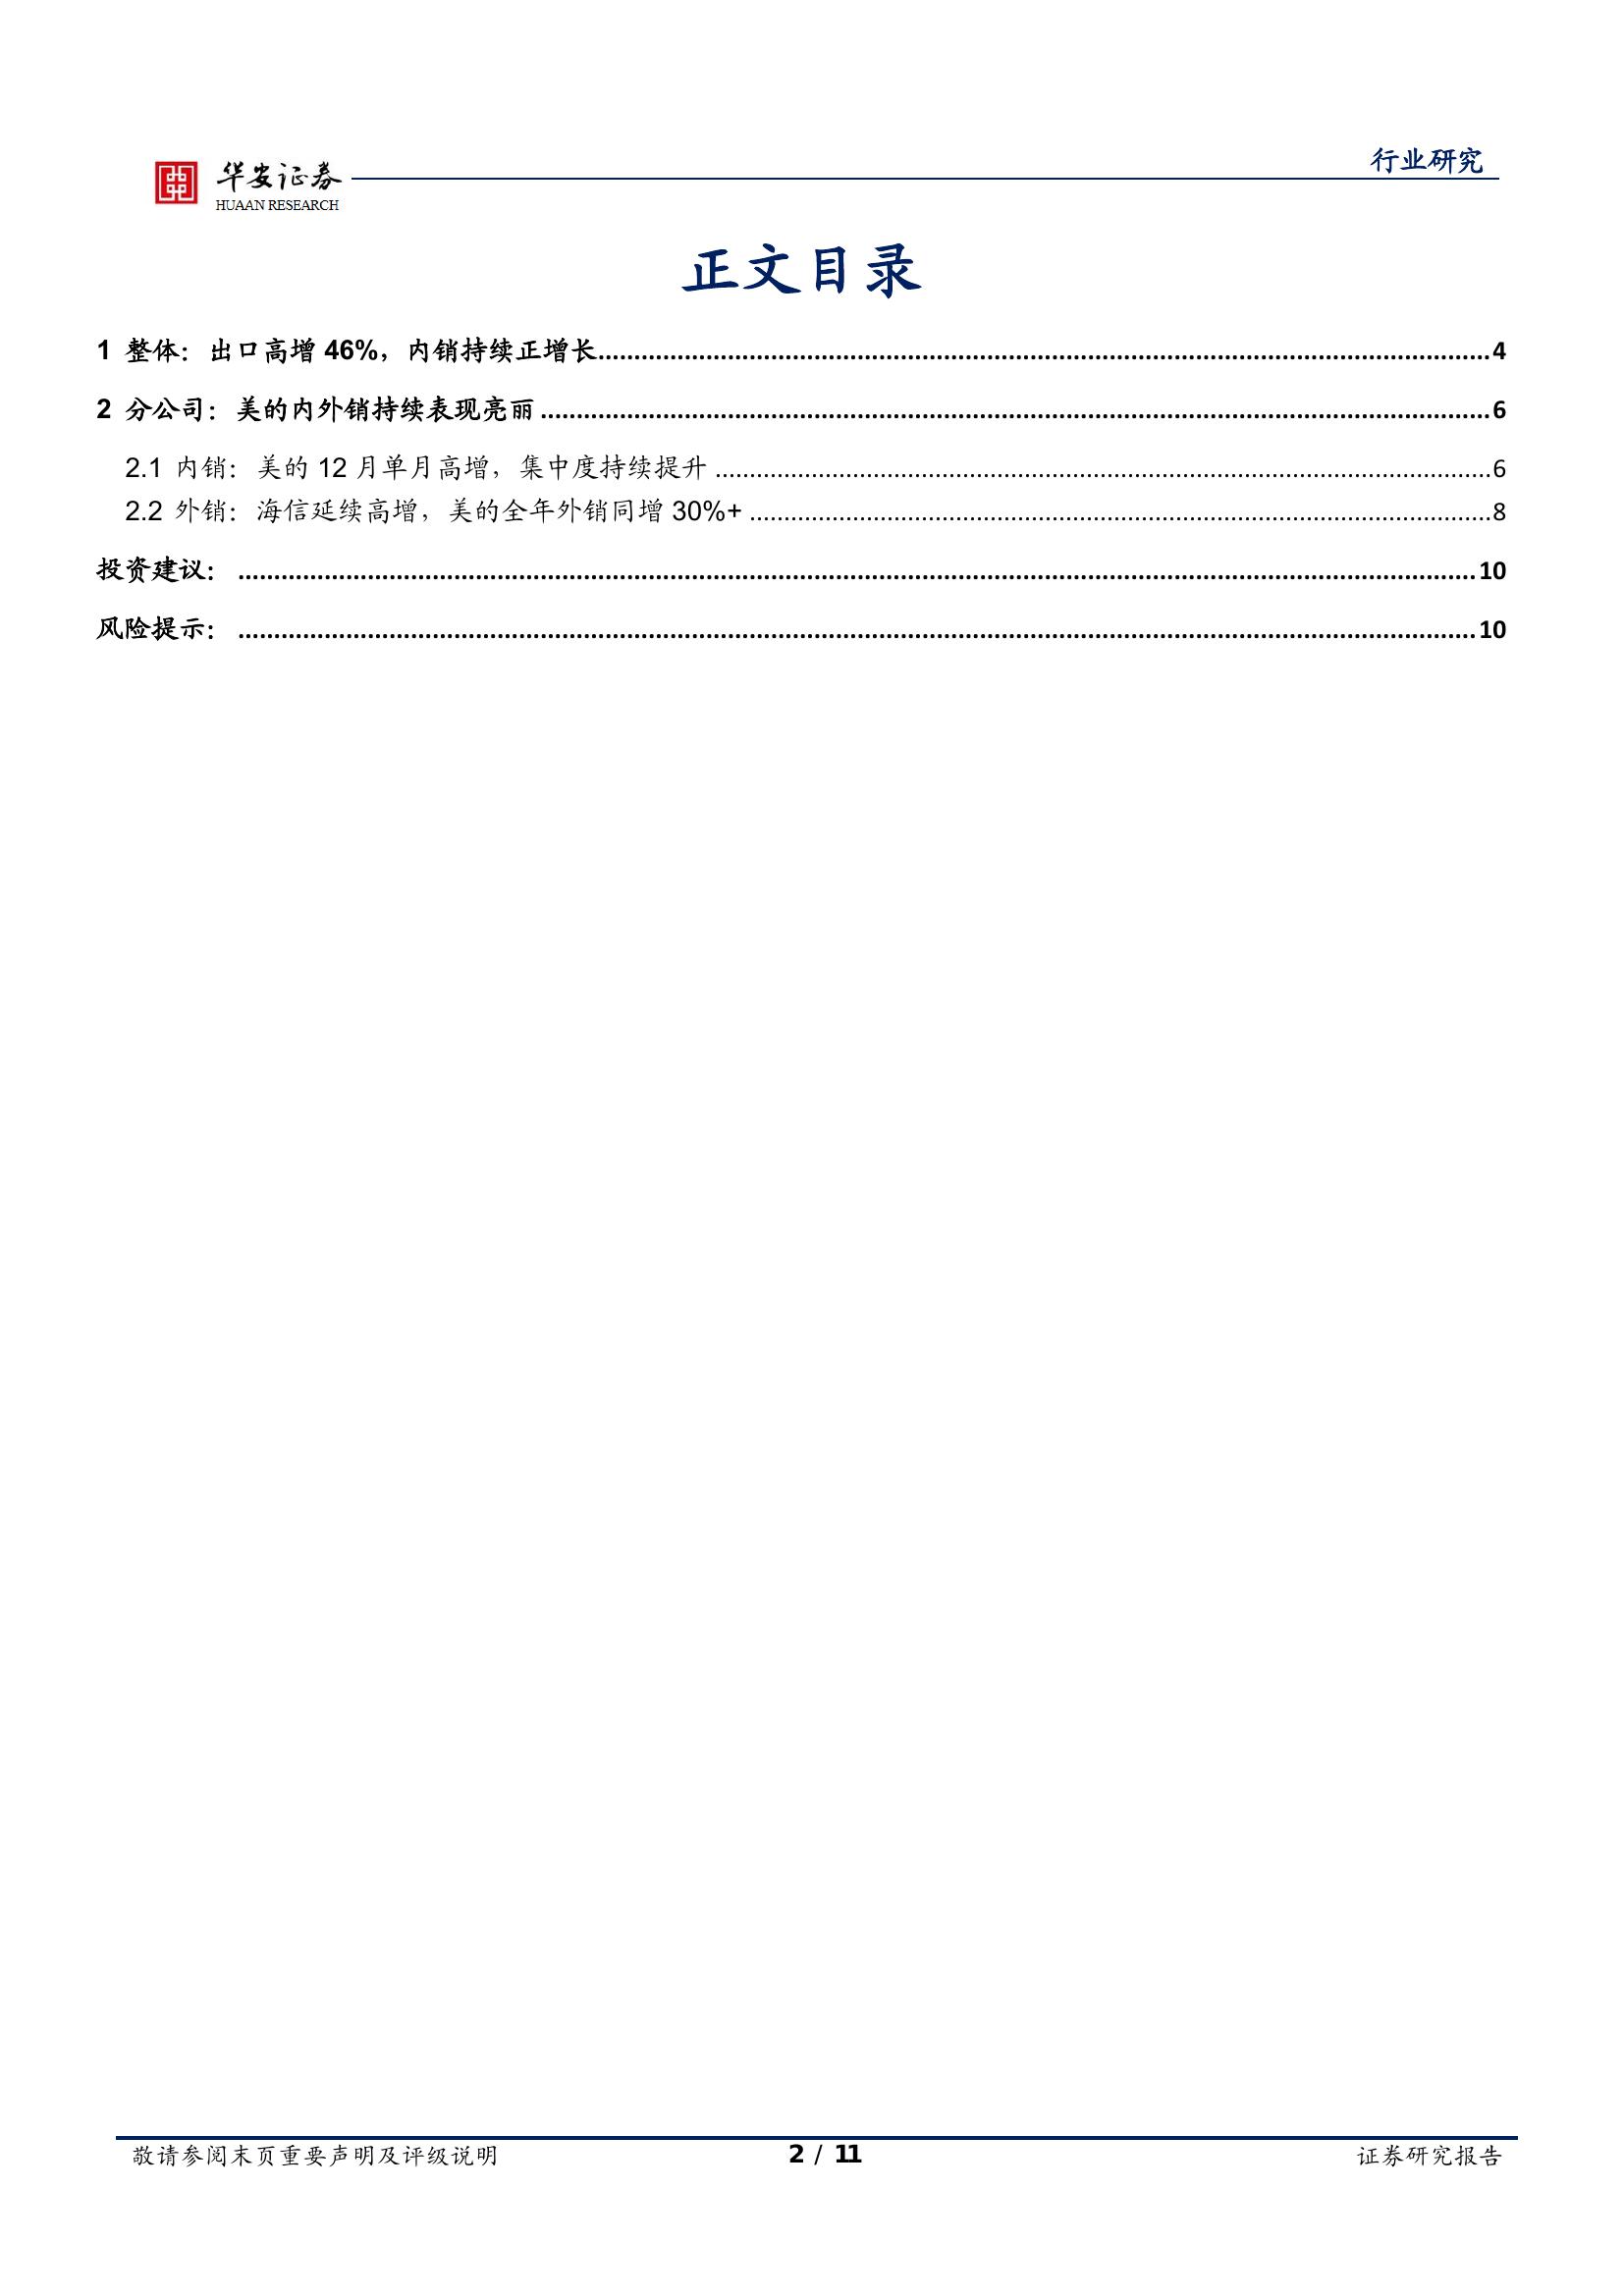 华安证券
HUAAN RESEARCH
行业研究
正文目录
1 整体：出口高增 46%，内销持续正增长........................4
2 分公司：美的内外销持续表现亮丽........................6
2.1 内销：美的 12 月单月高增，集中度持续提升........................6
2.2 外销：海信延续高增，美的全年外销同增 30%+........................8
投资建议：........................10
风险提示：........................10
敬请参阅末页重要声明及评级说明
2 / 11
证券研究报告